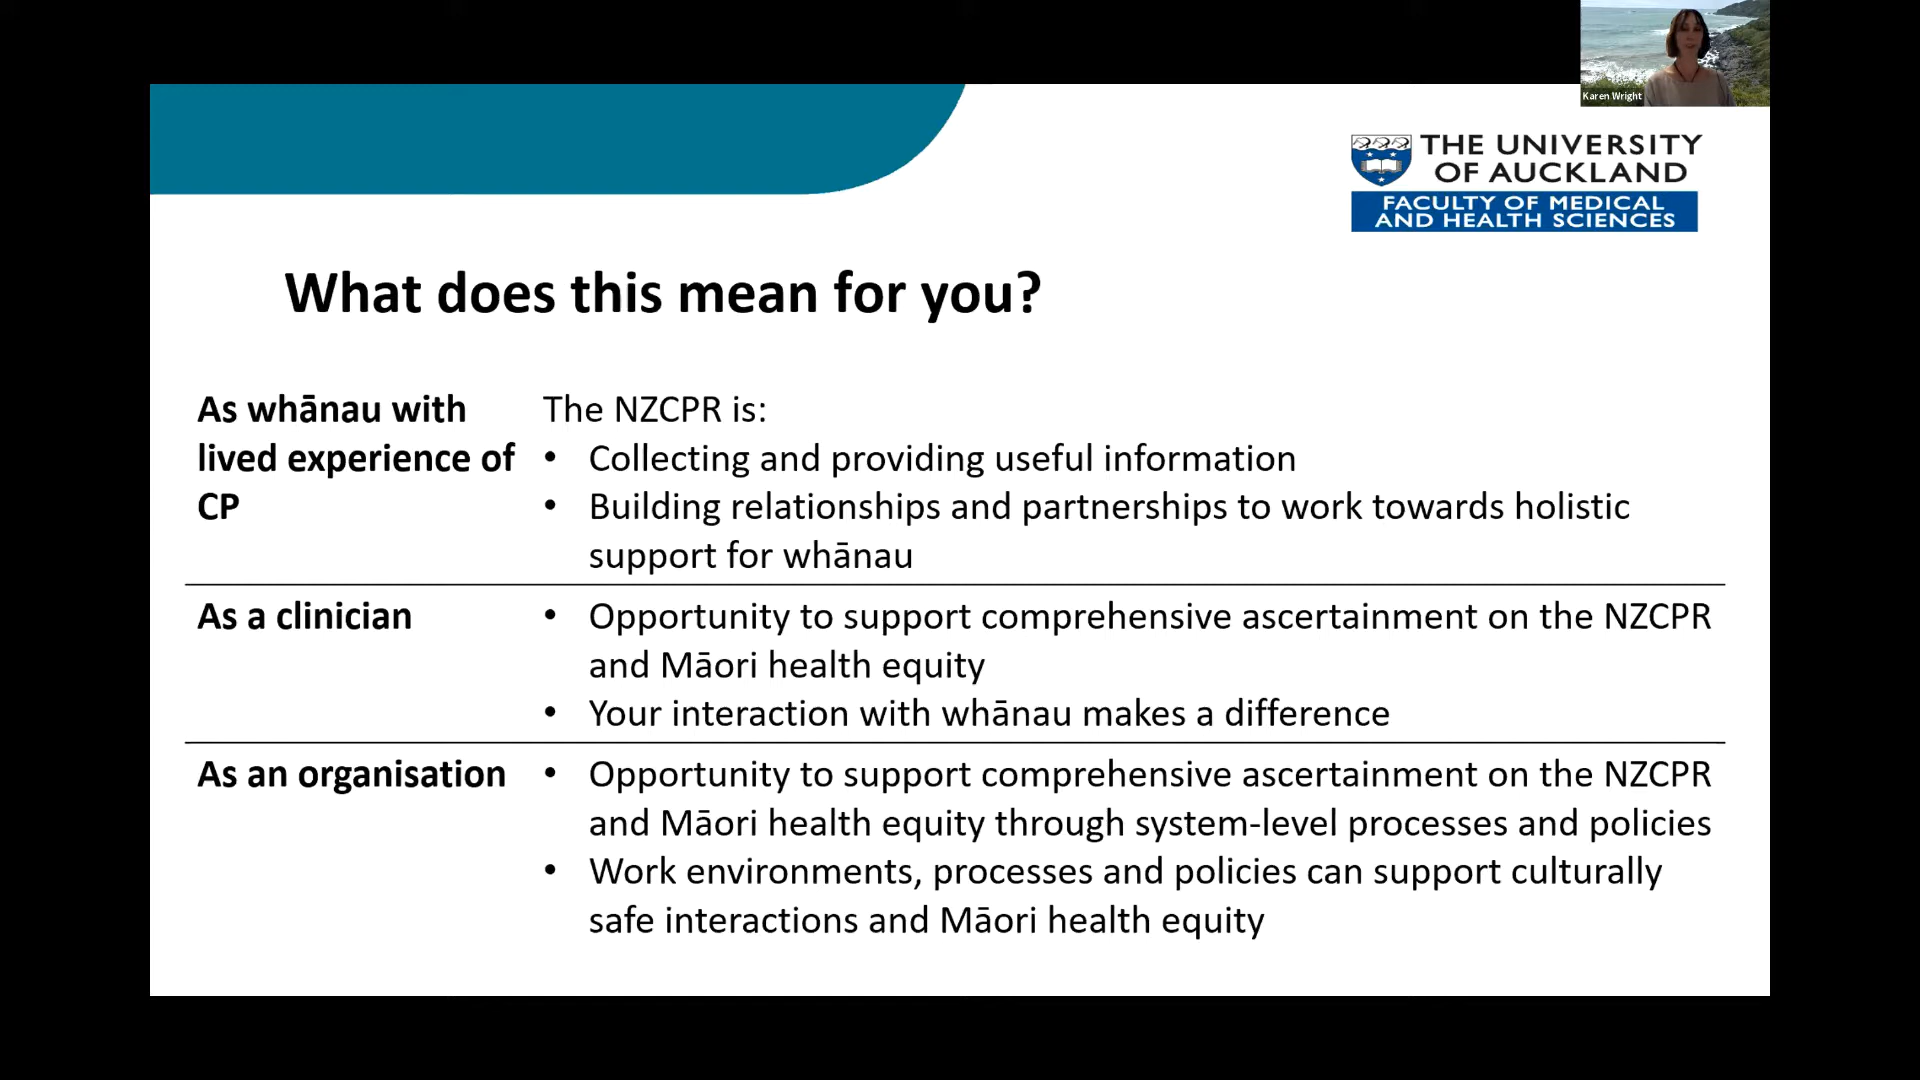 Karen Wright
THE UNIVERSITY
OF AUCKLAND
FACULTY OF MEDICAL
AND HEALTH SCIENCES
What does this mean for you?
As whānau with
lived experience of
CP
The NZCPR is:
• Collecting and providing useful information
• Building relationships and partnerships to work towards holistic
support for whānau
As a clinician
• Opportunity to support comprehensive ascertainment on the NZCPR
and Māori health equity
• Your interaction with whānau makes a difference
As an organisation
• Opportunity to support comprehensive ascertainment on the NZCPR
and Māori health equity through system-level processes and policies
• Work environments, processes and policies can support culturally
safe interactions and Māori health equity